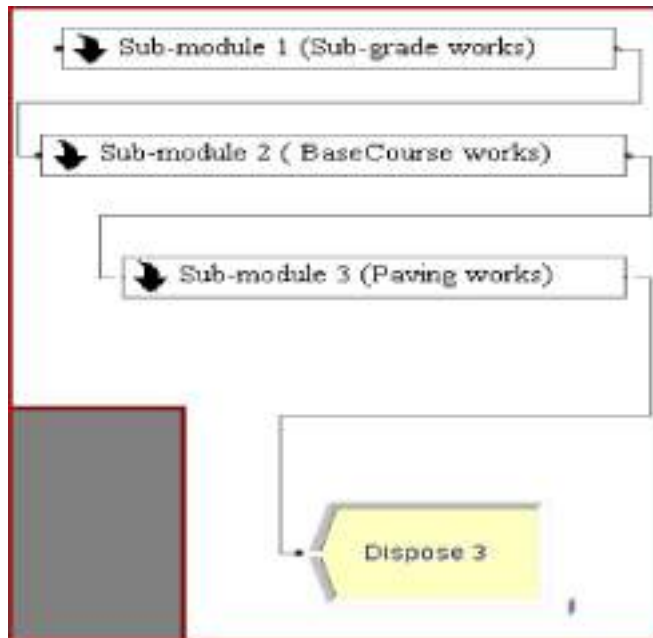 Sub-module 1 (Sub-grade works)
Sub-module 2 ( BaseCourse works)
Sub-module 3 (Paving works)
Dispose 3